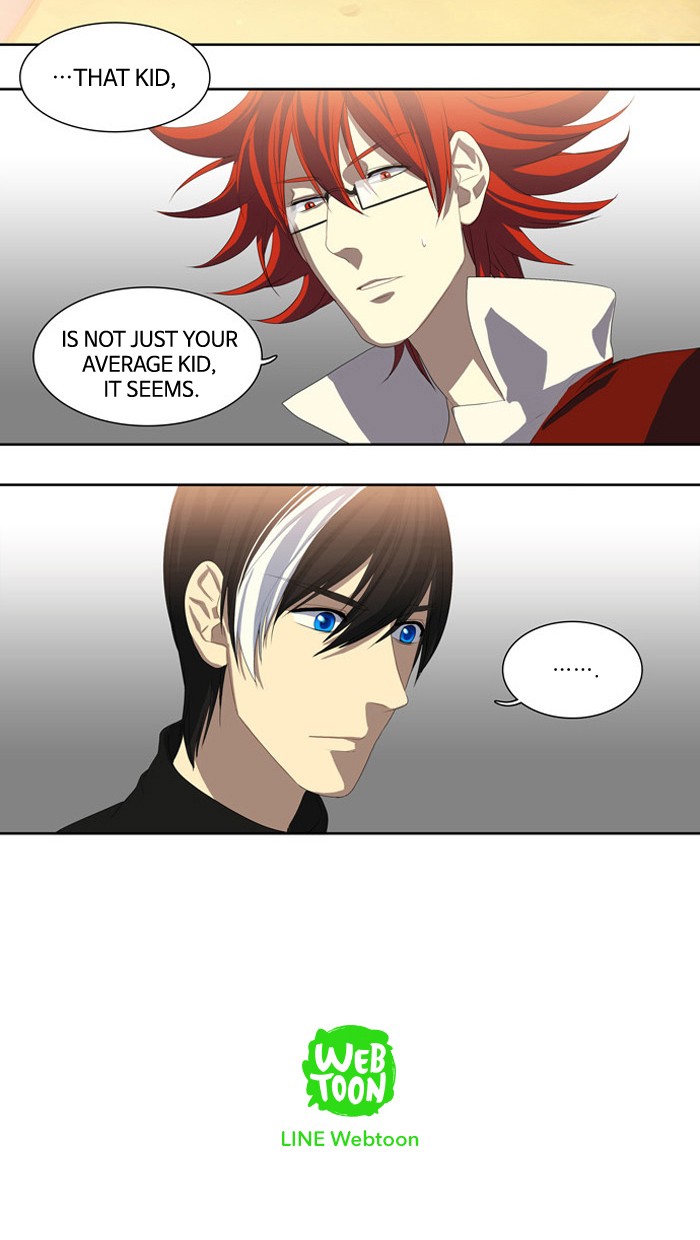 …THAT KID,
IS NOT JUST YOUR
AVERAGE KID,
IT SEEMS.
…….
WEB
TOON
LINE Webtoon